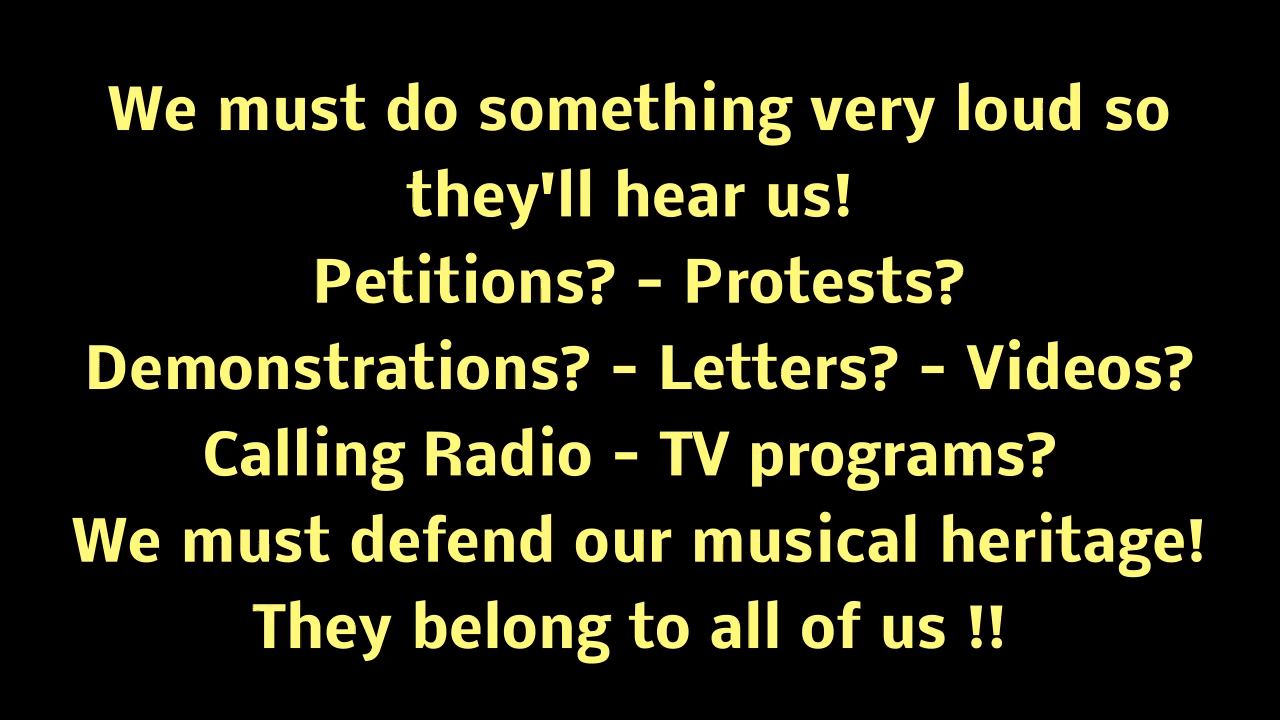 We must do something very loud so
they'll hear us!
Petitions? - Protests?
Demonstrations? - Letters? - Videos?
Calling Radio - TV programs?
We must defend our musical heritage!
They belong to all of us !!